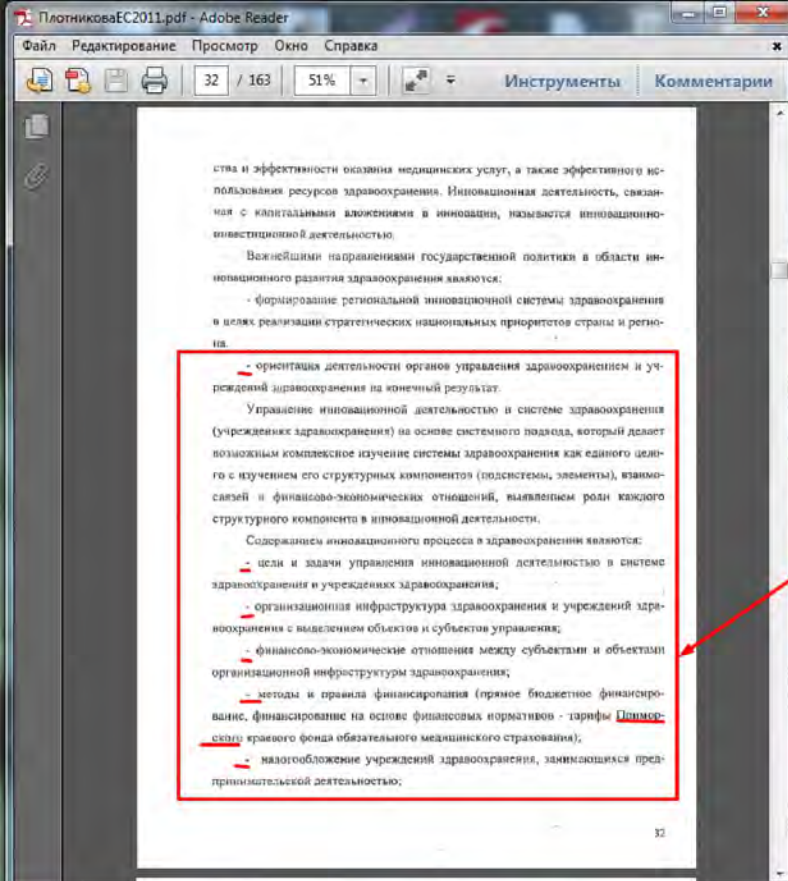 ПлотниковаЕС2011.pdf - Adobe Reader
Файл Редактирование Просмотр Окно Справка
32 / 163 51% Инструменты Комментарии
ства и эффективности оказания медицинских услуг, а также эффективного ис-
пользования ресурсов здравоохранения. Инновационная деятельность, связан-
ная с капитальными вложениями в инновации, называется инновационно-
инвестиционной деятельностью.
Важнейшими направлениями государственной политики в области ин-
новационного развития здравоохранения являются:
- формирование региональной инновационной системы здравоохранения
в целях реализации стратегических национальных приоритетов страны и регио-
на.
- ориентация деятельности органов управления здравоохранением и уч-
реждений здравоохранения на конечный результат.
Управление инновационной деятельностью в системе здравоохранения
(учреждениях здравоохранения) на основе системного подхода, который делает
возможным комплексное изучение системы здравоохранения как единого цело-
го с изучением его структурных компонентов (подсистемы, элементы), взаимо-
связей и финансово-экономических отношений, выявлением роли каждого
структурного компонента в инновационной деятельности.
Содержанием инновационного процесса в здравоохранении являются:
- цели и задачи управления инновационной деятельностью в системе
здравоохранения и учреждениях здравоохранения;
- организационная инфраструктура здравоохранения и учреждений здра-
воохранения с выделением объектов и субъектов управления;
- финансово-экономические отношения между субъектами и объектами
организационной инфраструктуры здравоохранения;
- методы и правила финансирования (прямое бюджетное финансиро-
вание, финансирование на основе финансовых нормативов - тарифы Примор-
ского краевого фонда обязательного медицинского страхования);
- налогообложение учреждений здравоохранения, занимающихся пред-
принимательской деятельностью;
32